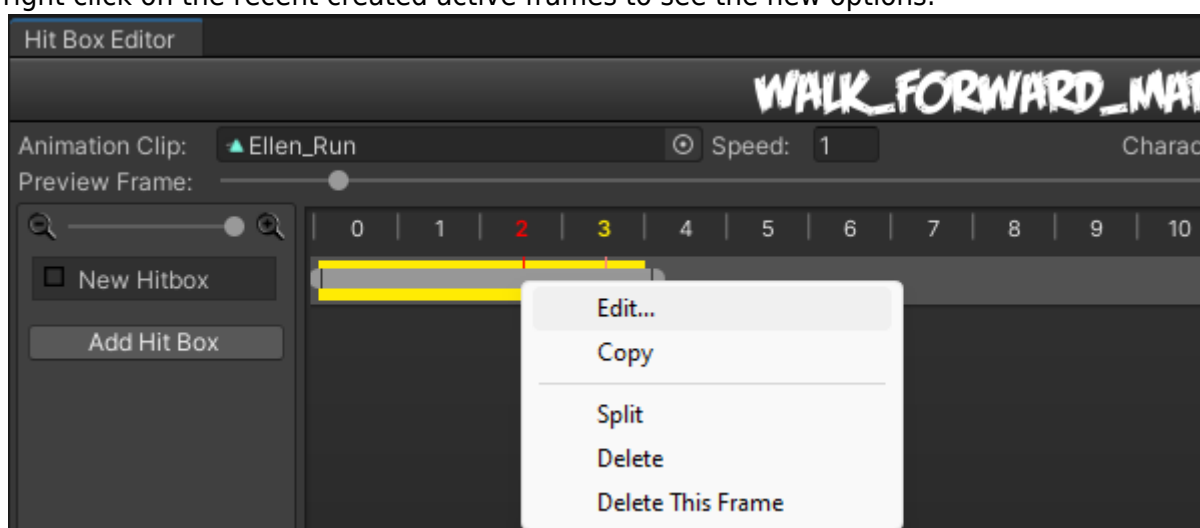 right click on the recent created active frames to see the new options.
Hit Box Editor
WALK_FORWARD_MA
Animation Clip: Ellen_Run Speed: 1 Charac
Preview Frame:
0 1 2 3 4 5 6 7 8 9 10
New Hitbox
Edit...
Add Hit Box
Copy
Split
Delete
Delete This Frame